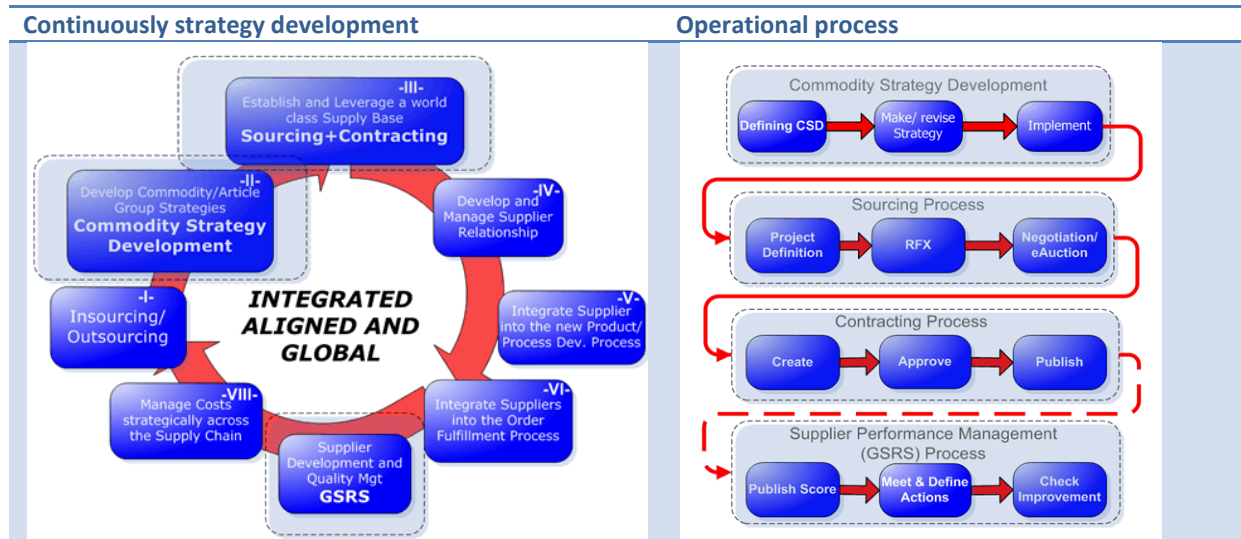 Continuously strategy development
Operational process
-III-
Establish and Leverage a world
class Supply Base
Sourcing+Contracting
-II-
Develop Commodity/Article
Group Strategies
Commodity Strategy
Development
-IV-
Develop and
Manage Supplier
Relationship
-I-
Insourcing/
Outsourcing
INTEGRATED
ALIGNED AND
GLOBAL
-V-
Integrate Supplier
into the new Product/
Process Dev. Process
-VIII-
Manage Costs
strategically across
the Supply Chain
-VI-
Integrate Suppliers
into the Order
Fulfillment Process
Supplier
Development and
Quality Mgt
GSRS
Commodity Strategy Development
Defining CSD
Make/ revise
Strategy
Implement
Sourcing Process
Project
Definition
RFX
Negotiation/
eAuction
Contracting Process
Create
Approve
Publish
Supplier Performance Management
(GSRS) Process
Publish Score
Meet & Define
Actions
Check
Improvement